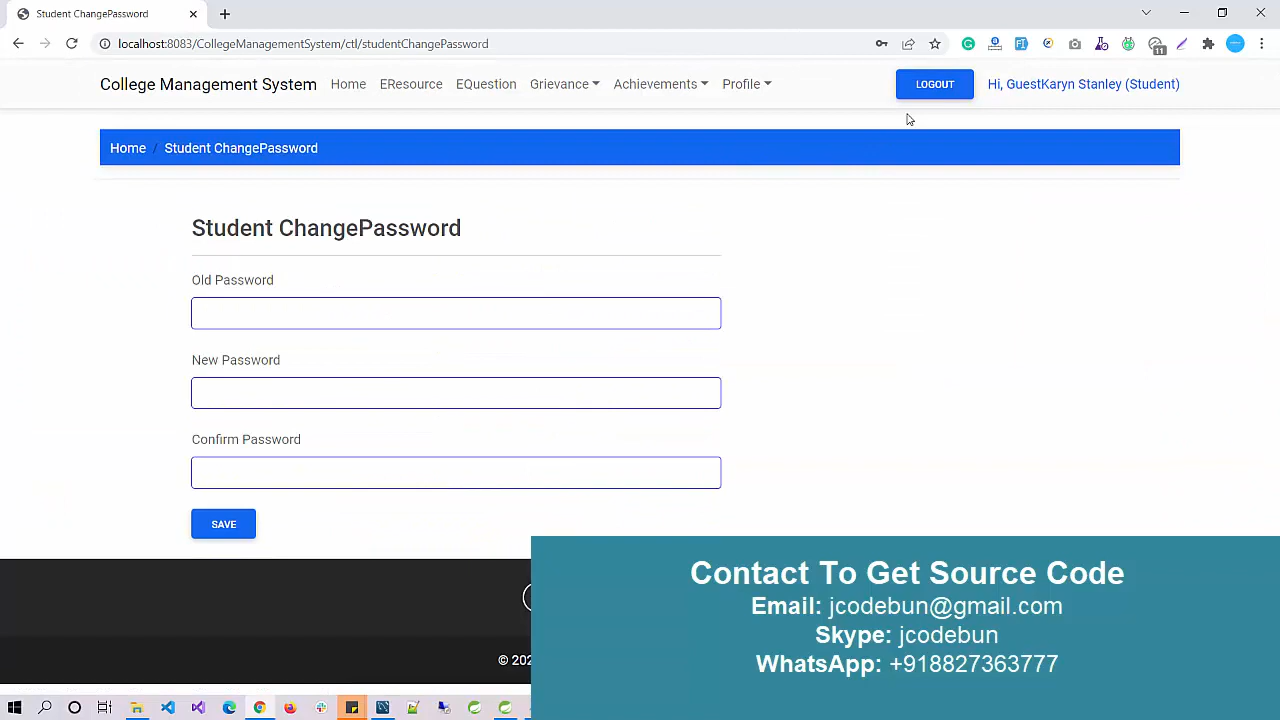 Student ChangePassword
localhost:8083/CollegeManagementSystem/ctl/studentChangePassword
11
College Management System Home EResource EQuestion Grievance Achievements Profile LOGOUT Hi, GuestKaryn Stanley (Student)
Home / Student ChangePassword
Student ChangePassword
Old Password
New Password
Confirm Password
SAVE
Contact To Get Source Code
Email: jcodebun@gmail.com
Skype: jcodebun
WhatsApp: +918827363777
© 202